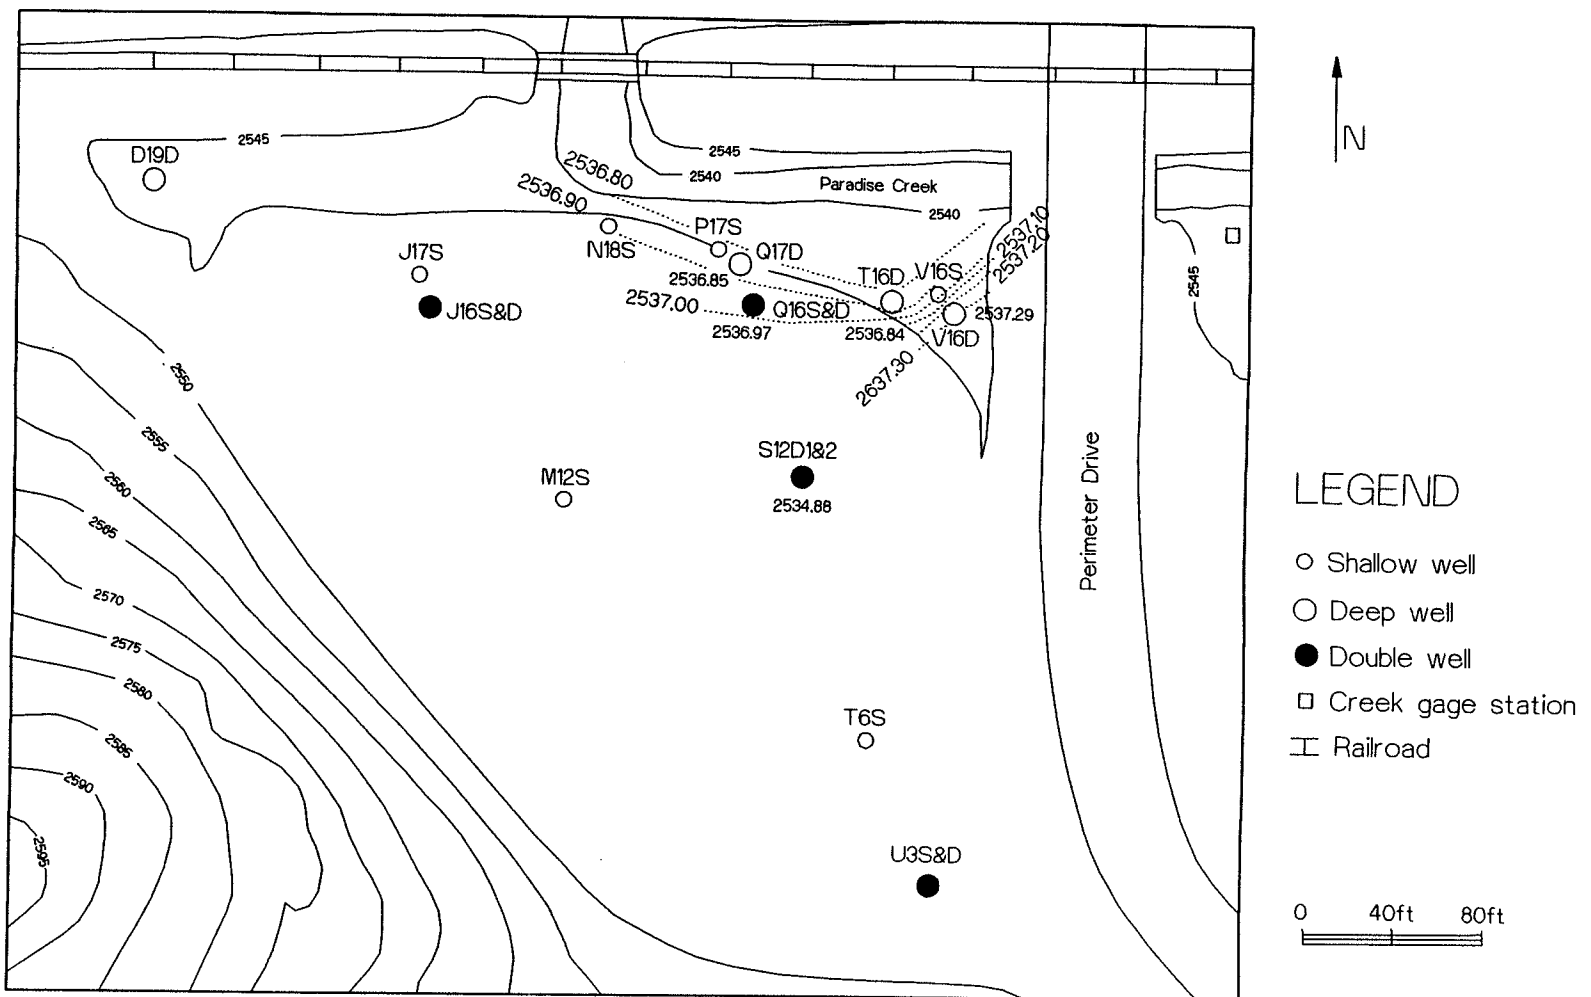 2545
2545
D19D
2536.80
2540
Paradise Creek
2536.90
2540
N
P17S
2537.10
2537.20
N18S
Q17D
J17S
2536.85
T16D
V16S
2545
2537.00
J16S&D
Q16S&D
2537.29
2536.97
2536.84
V16D
2550
2637.30
2555
S12D1&2
M12S
2560
2534.88
Perimeter Drive
LEGEND
2565
Shallow well
2570
Deep well
2575
Double well
2580
Creek gage station
T6S
2585
Railroad
2590
2595
U3S&D
0 40ft 80ft